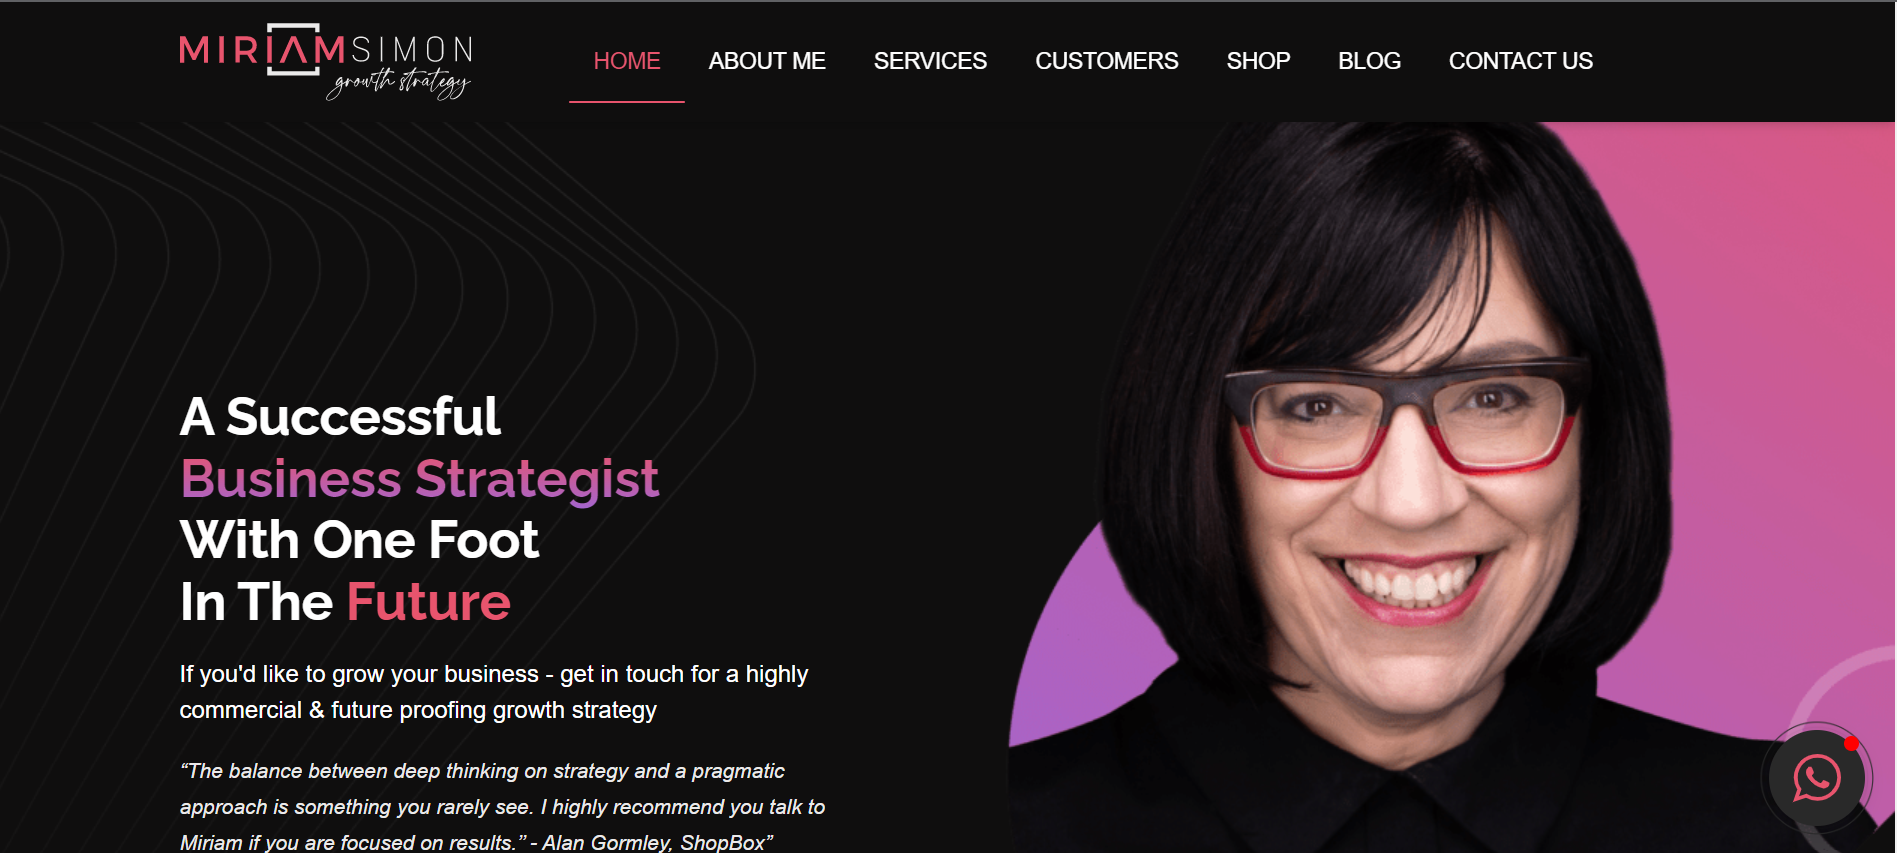 MIRIAMSIMON
growth strategy
HOME ABOUT ME SERVICES CUSTOMERS SHOP BLOG CONTACT US
A Successful
Business Strategist
With One Foot
In The Future
If you'd like to grow your business - get in touch for a highly
commercial & future proofing growth strategy
“The balance between deep thinking on strategy and a pragmatic
approach is something you rarely see. I highly recommend you talk to
Miriam if you are focused on results.” - Alan Gormley, ShopBox”